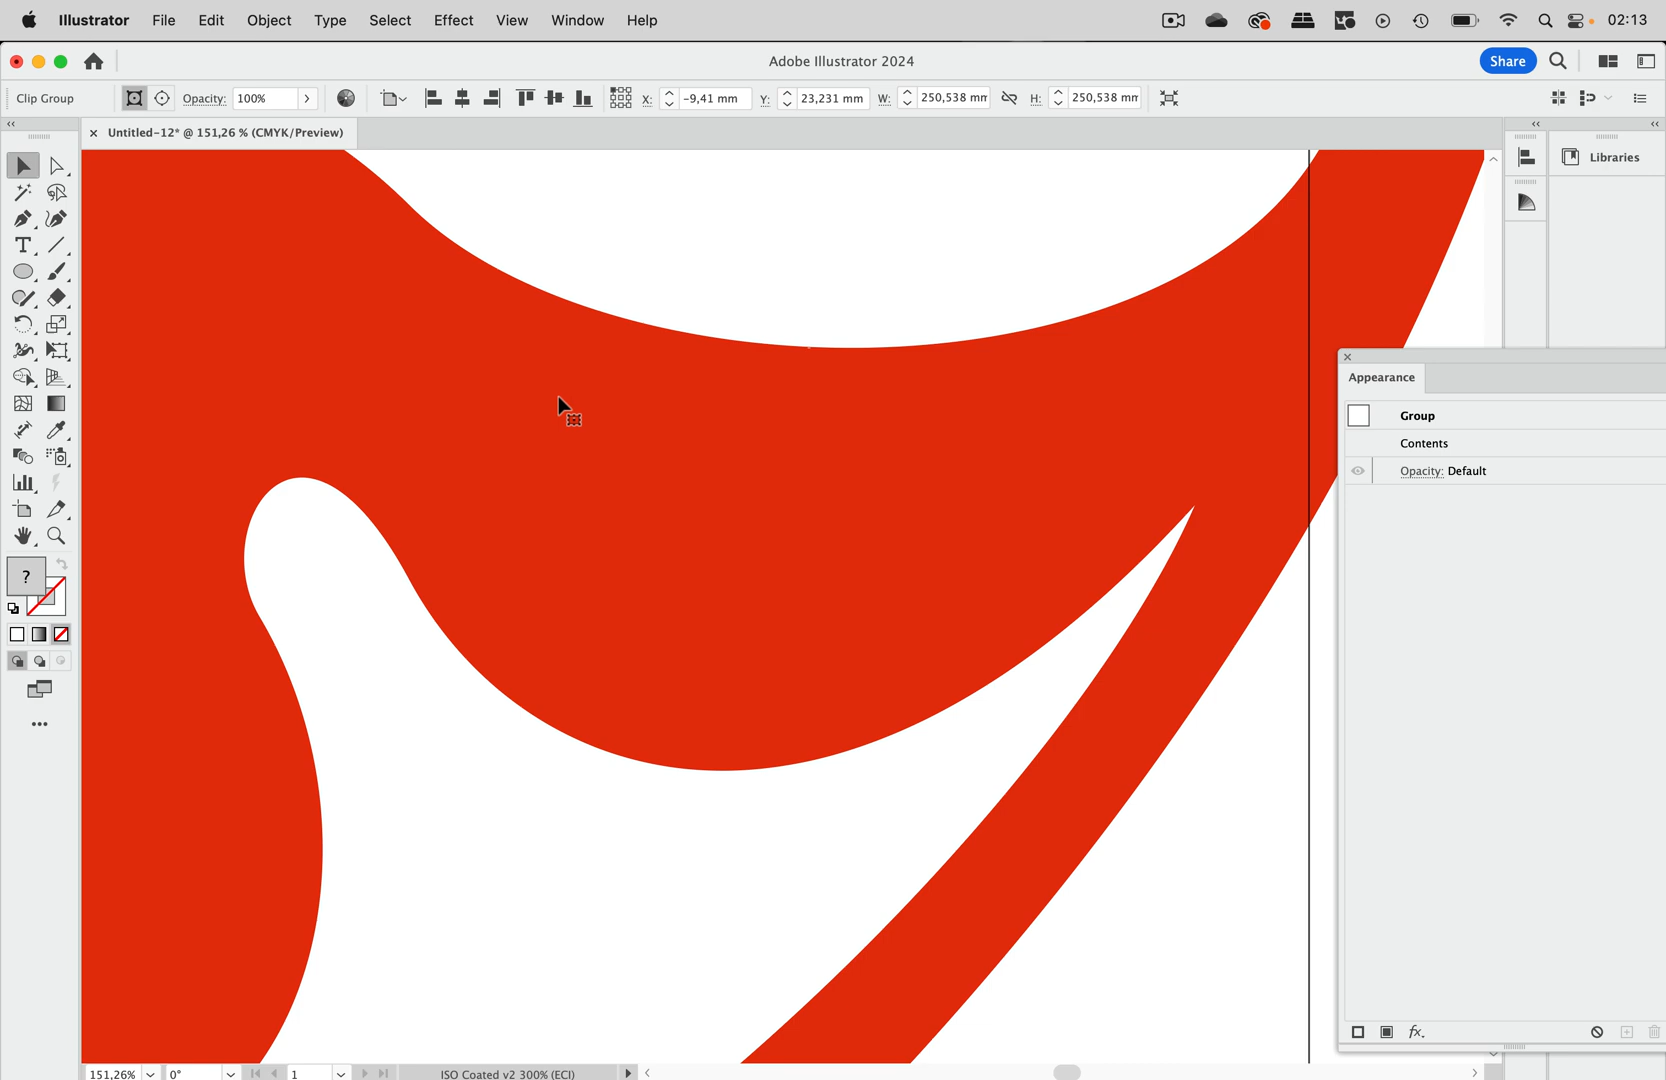 Illustrator File Edit Object Type Select Effect View Window Help 02:13
Adobe Illustrator 2024 Share
Clip Group Opacity: 100% X: -9,41 mm Y: 23,231 mm W: 250,538 mm H: 250,538 mm
Untitled-12* @ 151,26 % (CMYK/Preview)
Libraries
Appearance
Group
Contents
Opacity: Default
?
fx.
151,26% 0° 1 ISO Coated v2 300% (ECI)